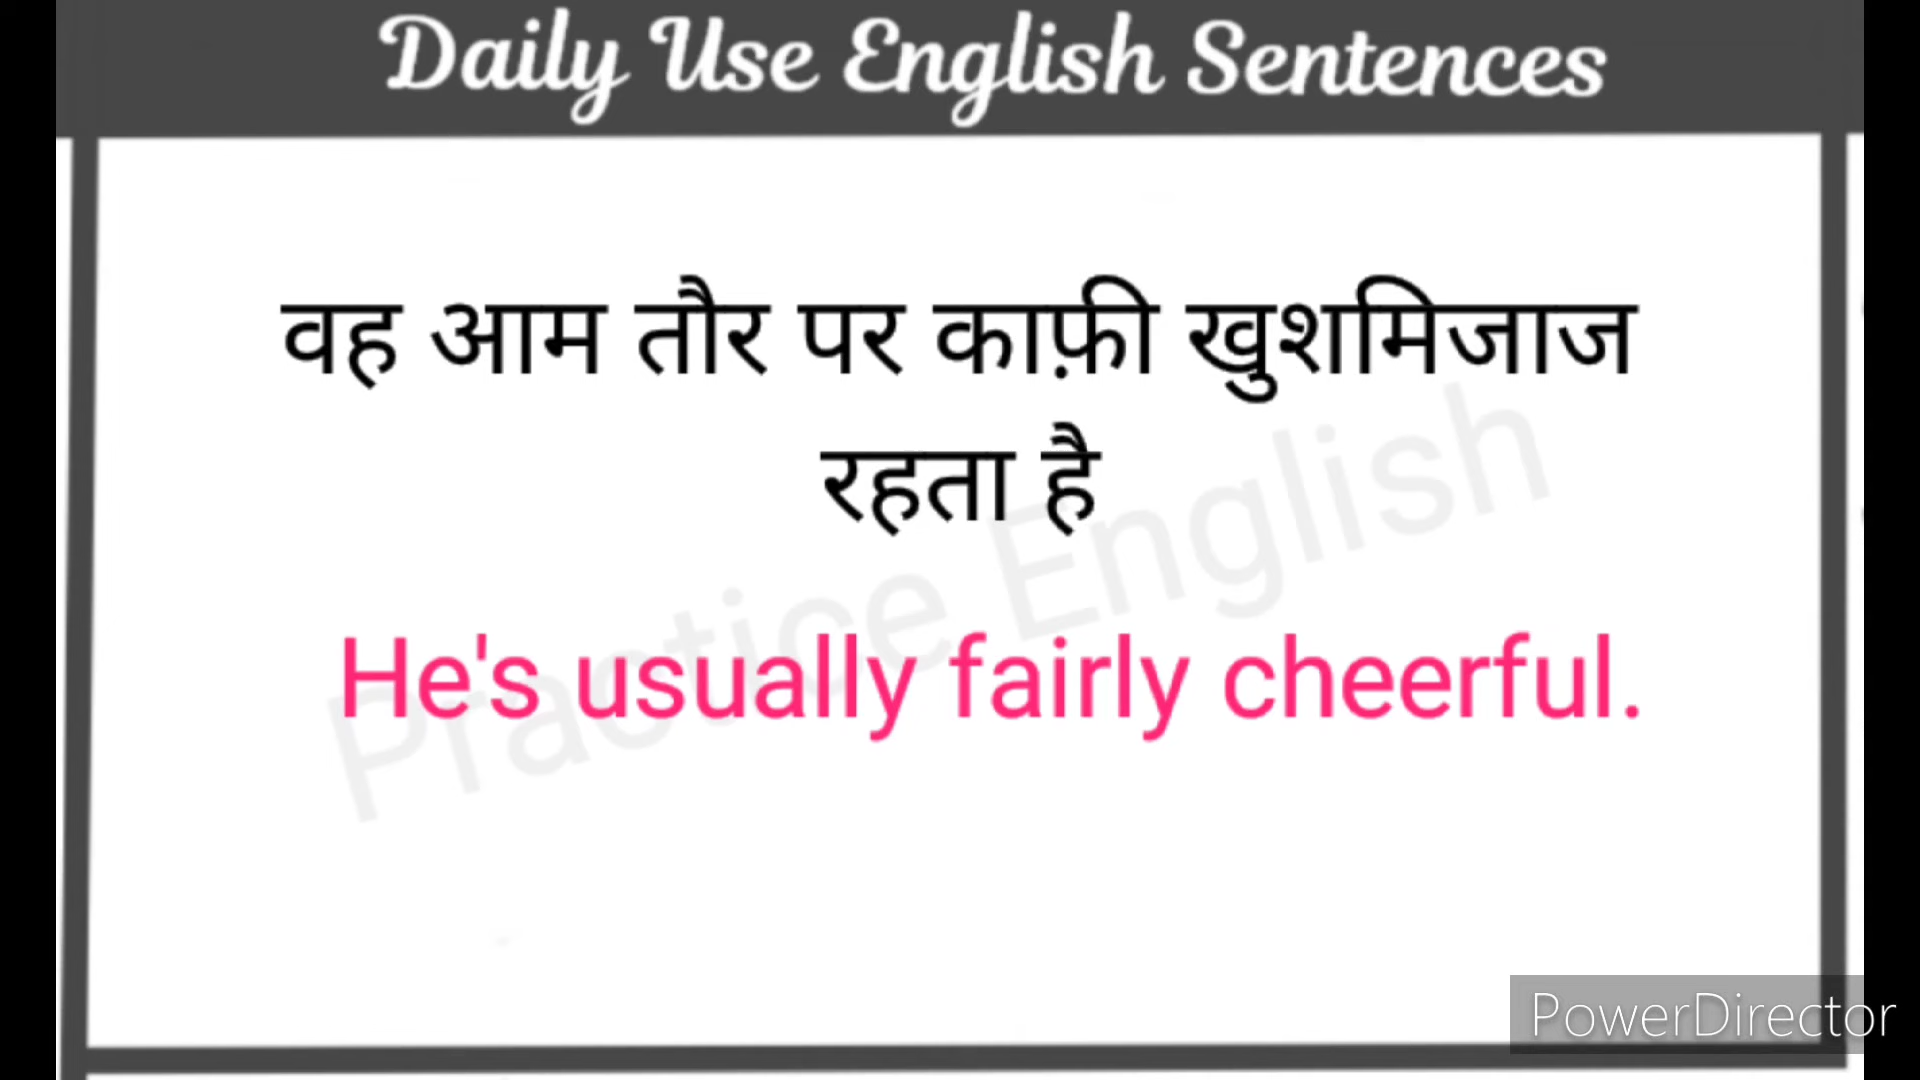 Daily Use English Sentences
वह आम तौर पर काफ़ी खुशमिजाज
रहता है
He's usually fairly cheerful.
Practice English
PowerDirector